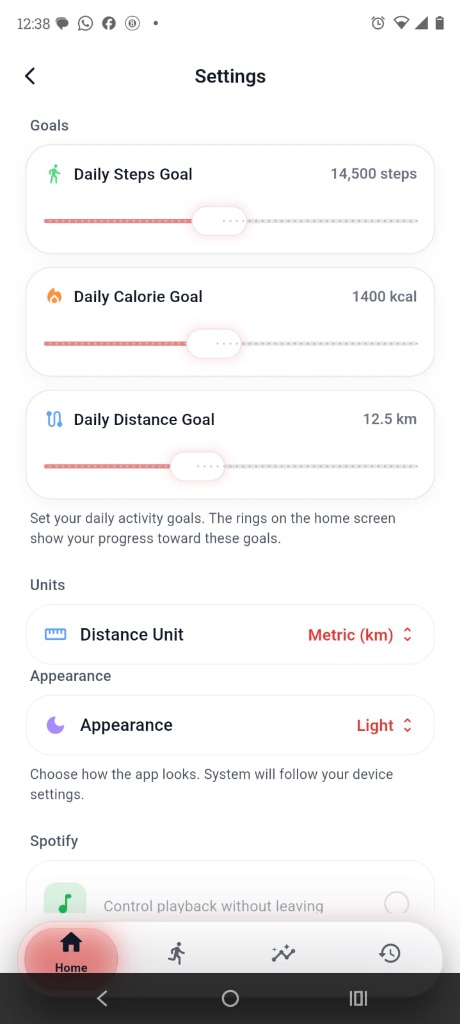 12:38
Settings
Goals
Daily Steps Goal 14,500 steps
Daily Calorie Goal 1400 kcal
Daily Distance Goal 12.5 km
Set your daily activity goals. The rings on the home screen
show your progress toward these goals.
Units
Distance Unit Metric (km)
Appearance
Appearance Light
Choose how the app looks. System will follow your device
settings.
Spotify
Control playback without leaving
Home